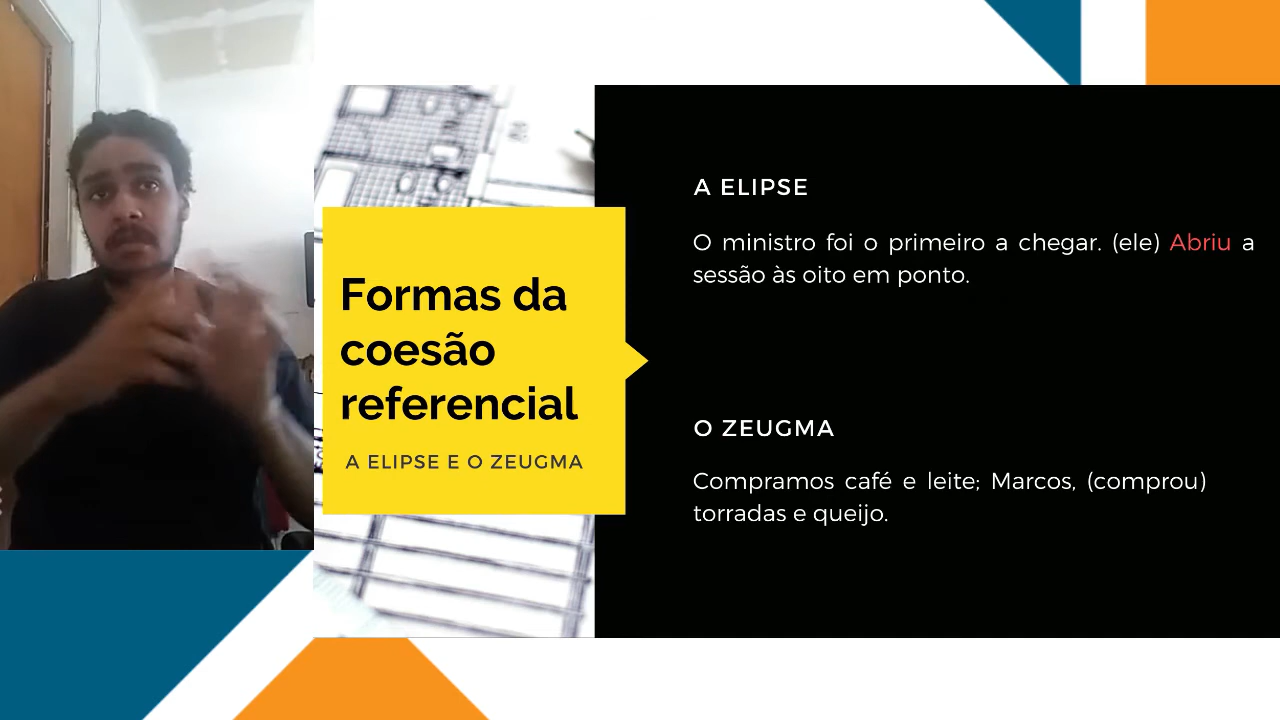 Formas da
coesão
referencial
A ELIPSE E O ZEUGMA
A ELIPSE
O ministro foi o primeiro a chegar. (ele) Abriu a
sessão às oito em ponto.
O ZEUGMA
Compramos café e leite; Marcos, (comprou)
torradas e queijo.